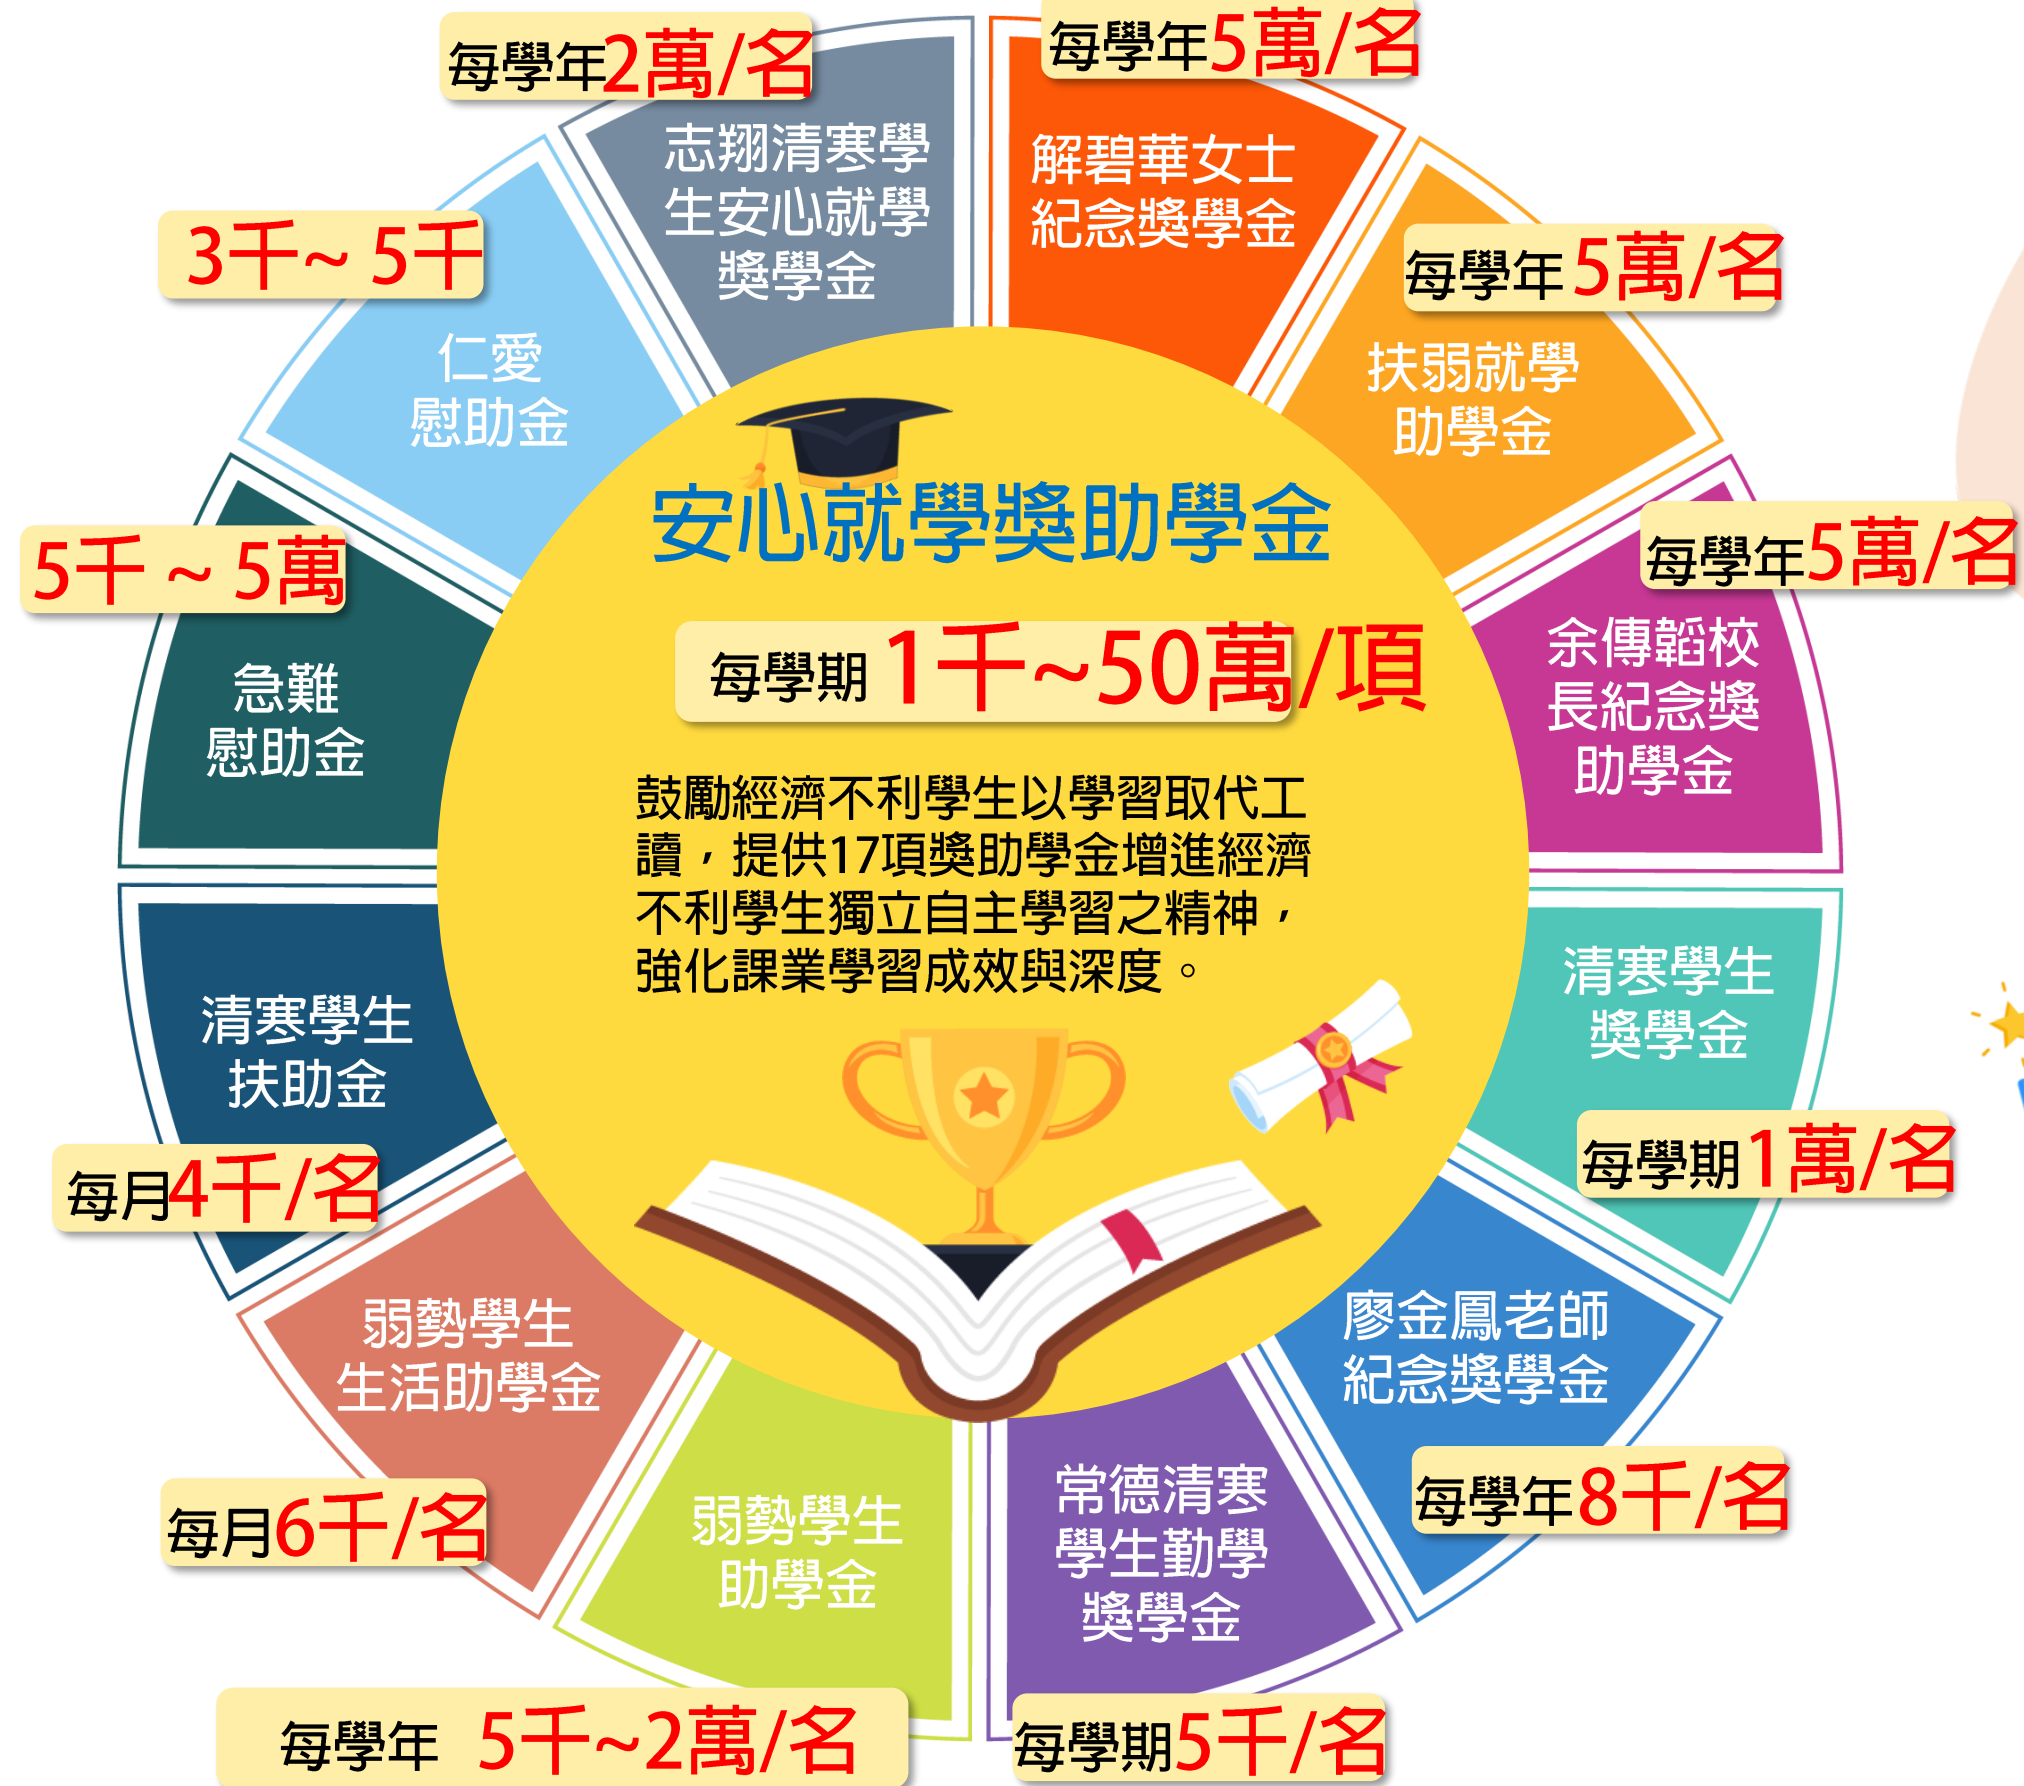 每學年2萬/名
志翔清寒學
生安心就學
獎學金
每學年5萬/名
解碧華女士
紀念獎學金
每學年5萬/名
扶弱就學
助學金
每學年5萬/名
余傳韜校
長紀念獎
助學金
清寒學生
獎學金
每學期1萬/名
廖金鳳老師
紀念獎學金
每學年8千/名
常德清寒
學生勤學
獎學金
每學期5千/名
弱勢學生
助學金
每學年 5千~2萬/名
弱勢學生
生活助學金
每月6千/名
清寒學生
扶助金
每月4千/名
5千 ~ 5萬
急難
慰助金
3千~ 5千
仁愛
慰助金
安心就學獎助學金
每學期 1千~50萬/項
鼓勵經濟不利學生以學習取代工
讀，提供17項獎助學金增進經濟
不利學生獨立自主學習之精神，
強化課業學習成效與深度。